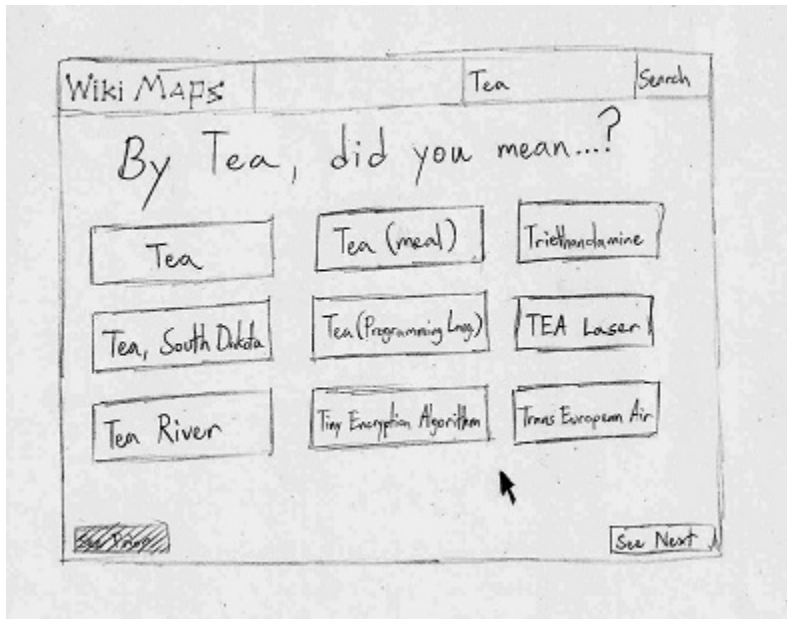 Wiki Maps
Tea
Search
By Tea, did you mean...?
Tea
Tea (meal)
Triethanolamine
Tea, South Dakota
Tea (Programming Lang.)
TEA Laser
Tea River
Tiny Encryption Algorithm
Trans European Air
See Next